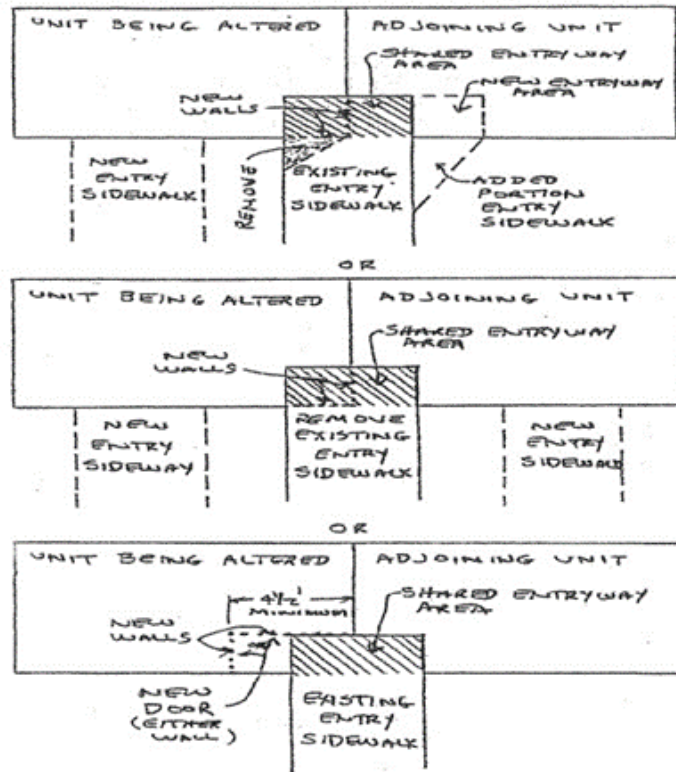 UNIT BEING ALTERED
ADJOINING UNIT
SHARED ENTRYWAY
AREA
NEW
WALLS
NEW ENTRYWAY
AREA
NEW
ENTRY
SIDEWALK
REMOVE
EXISTING
ENTRY
SIDEWALK
ADDED
PORTION
ENTRY
SIDEWALK
OR
UNIT BEING ALTERED
ADJOINING UNIT
SHARED ENTRYWAY
AREA
NEW
WALLS
NEW
ENTRY
SIDEWAY
REMOVE
EXISTING
ENTRY
SIDEWALK
NEW
ENTRY
SIDEWALK
OR
UNIT BEING ALTERED
ADJOINING UNIT
4½'
MINIMUM
SHARED ENTRYWAY
AREA
NEW
WALLS
NEW
DOOR
(EITHER
WALL)
EXISTING
ENTRY
SIDEWALK